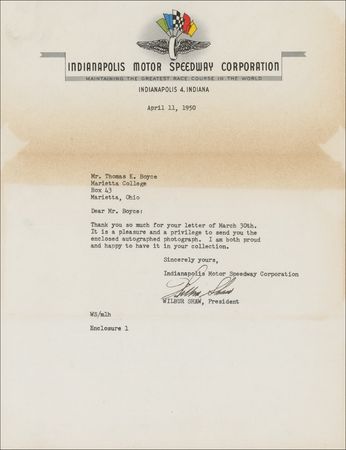 INDIANAPOLIS MOTOR SPEEDWAY CORPORATION
MAINTAINING THE GREATEST RACE COURSE IN THE WORLD
INDIANAPOLIS 4, INDIANA
April 11, 1950
Mr. Thomas K. Boyce
Marietta College
Box 43
Marietta, Ohio
Dear Mr. Boyce:
Thank you so much for your letter of March 30th.
It is a pleasure and a privilege to send you the
enclosed autographed photograph. I am both proud
and happy to have it in your collection.
Sincerely yours,
Indianapolis Motor Speedway Corporation
Wilbur Shaw
WILBUR SHAW, President
WS/mlh
Enclosure 1